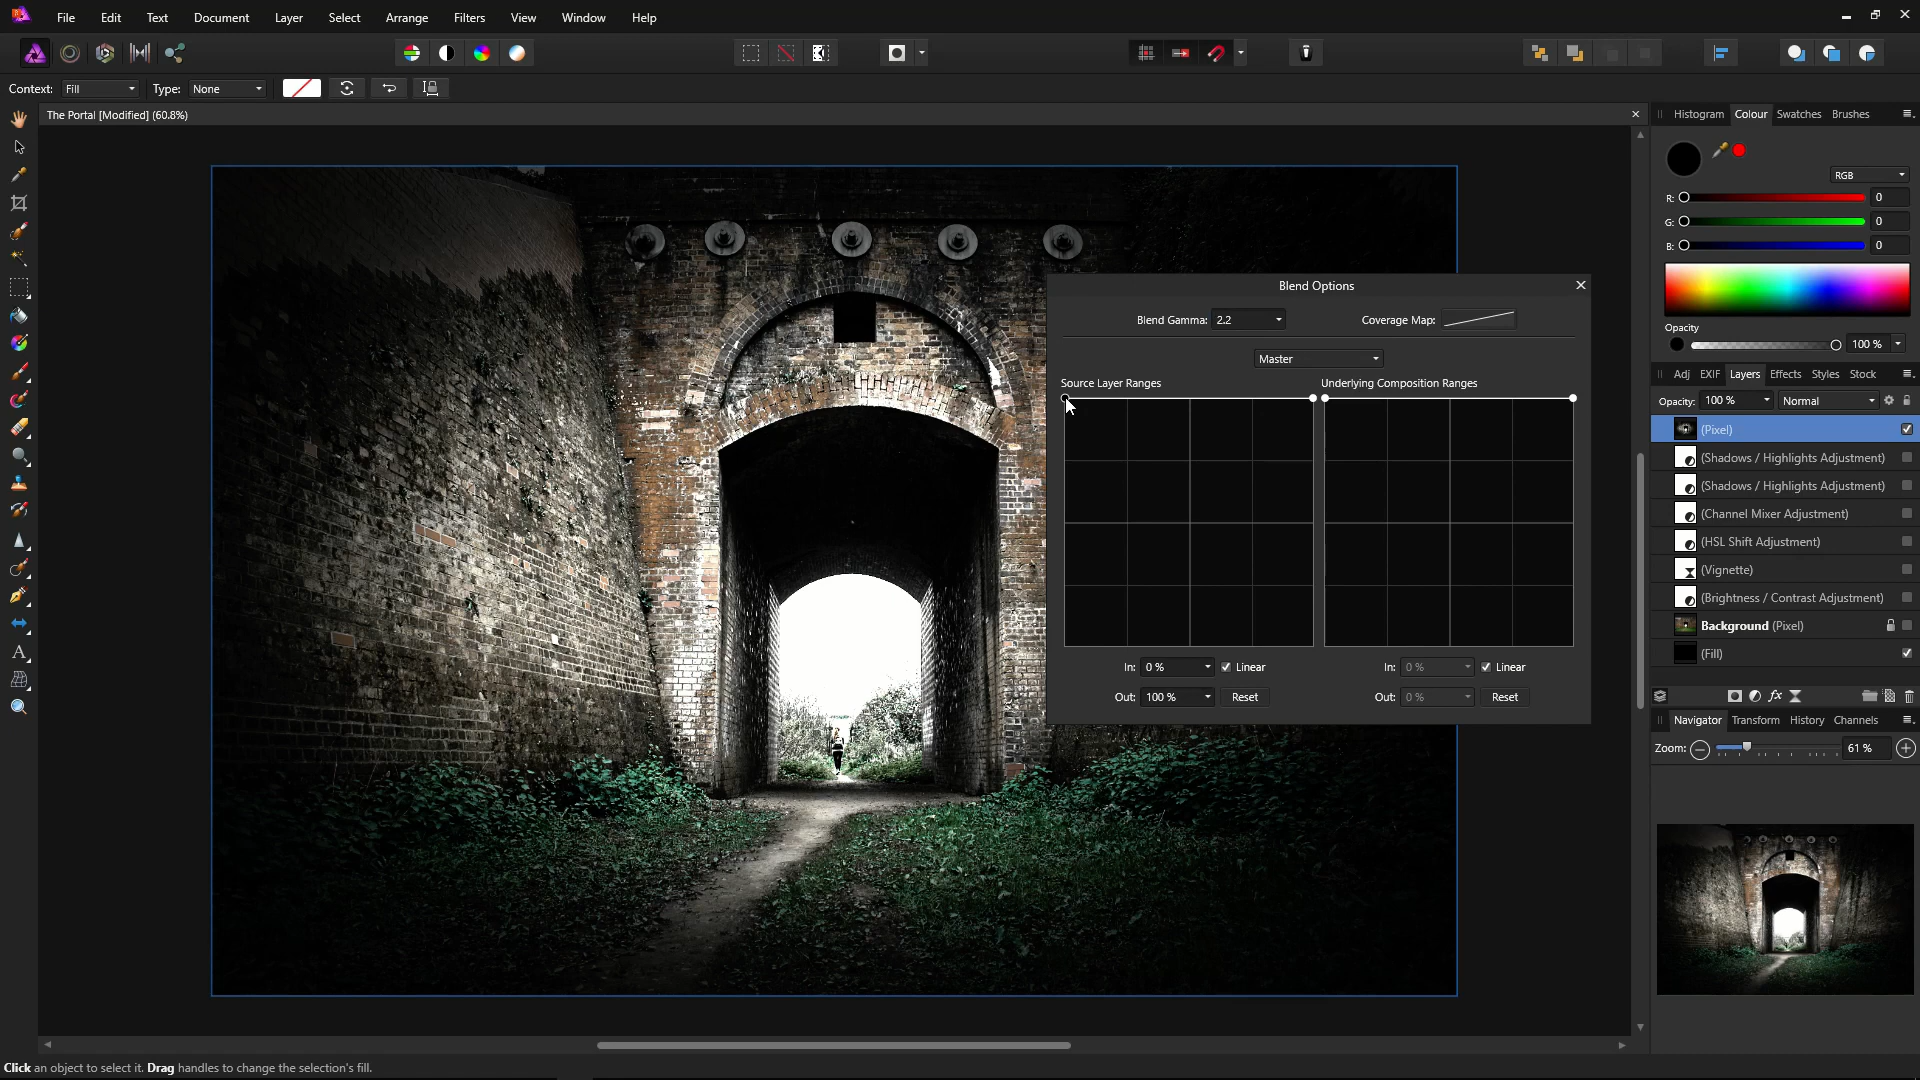 File Edit Text Document Layer Select Arrange Filters View Window Help
Context: Fill Type: None
The Portal [Modified] (60.8%)
Histogram Colour Swatches Brushes
RGB
R: 0
G: 0
B: 0
Opacity
100 %
Blend Options
Blend Gamma: 2.2 Coverage Map:
Master
Source Layer Ranges Underlying Composition Ranges
In: 0 % Linear In: 0 % Linear
Out: 100 % Reset Out: 0 % Reset
Adj EXIF Layers Effects Styles Stock
Opacity: 100 % Normal
(Pixel)
(Shadows / Highlights Adjustment)
(Shadows / Highlights Adjustment)
(Channel Mixer Adjustment)
(HSL Shift Adjustment)
(Vignette)
(Brightness / Contrast Adjustment)
Background (Pixel)
(Fill)
fx
Navigator Transform History Channels
Zoom: 61 %
A
Click an object to select it. Drag handles to change the selection's fill.